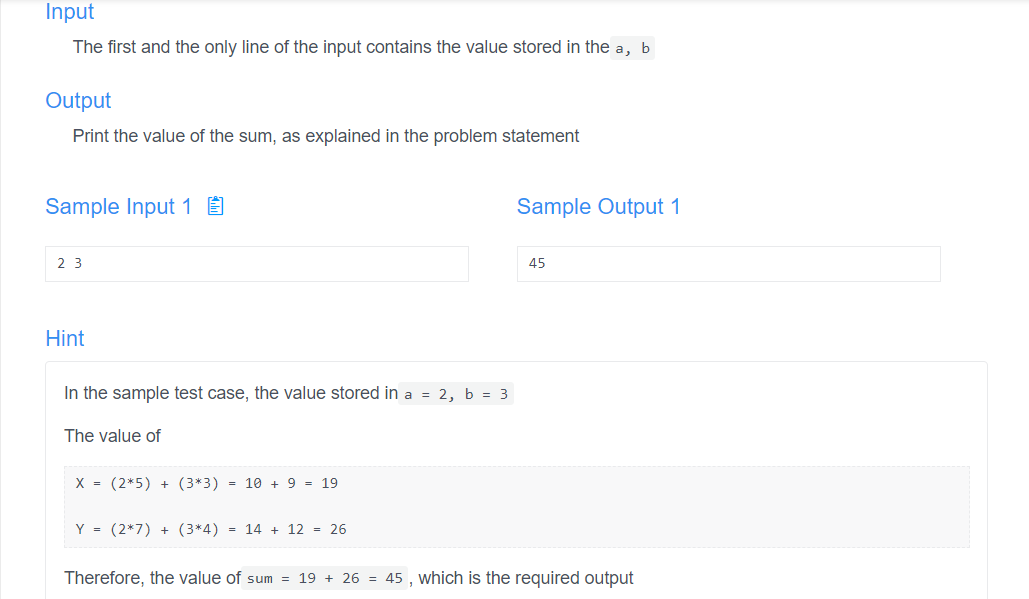 Input
The first and the only line of the input contains the value stored in the a, b
Output
Print the value of the sum, as explained in the problem statement
Sample Input 1
Sample Output 1
2 3
45
Hint
In the sample test case, the value stored in a = 2, b = 3
The value of
X = (2*5) + (3*3) = 10 + 9 = 19
Y = (2*7) + (3*4) = 14 + 12 = 26
Therefore, the value of sum = 19 + 26 = 45 , which is the required output